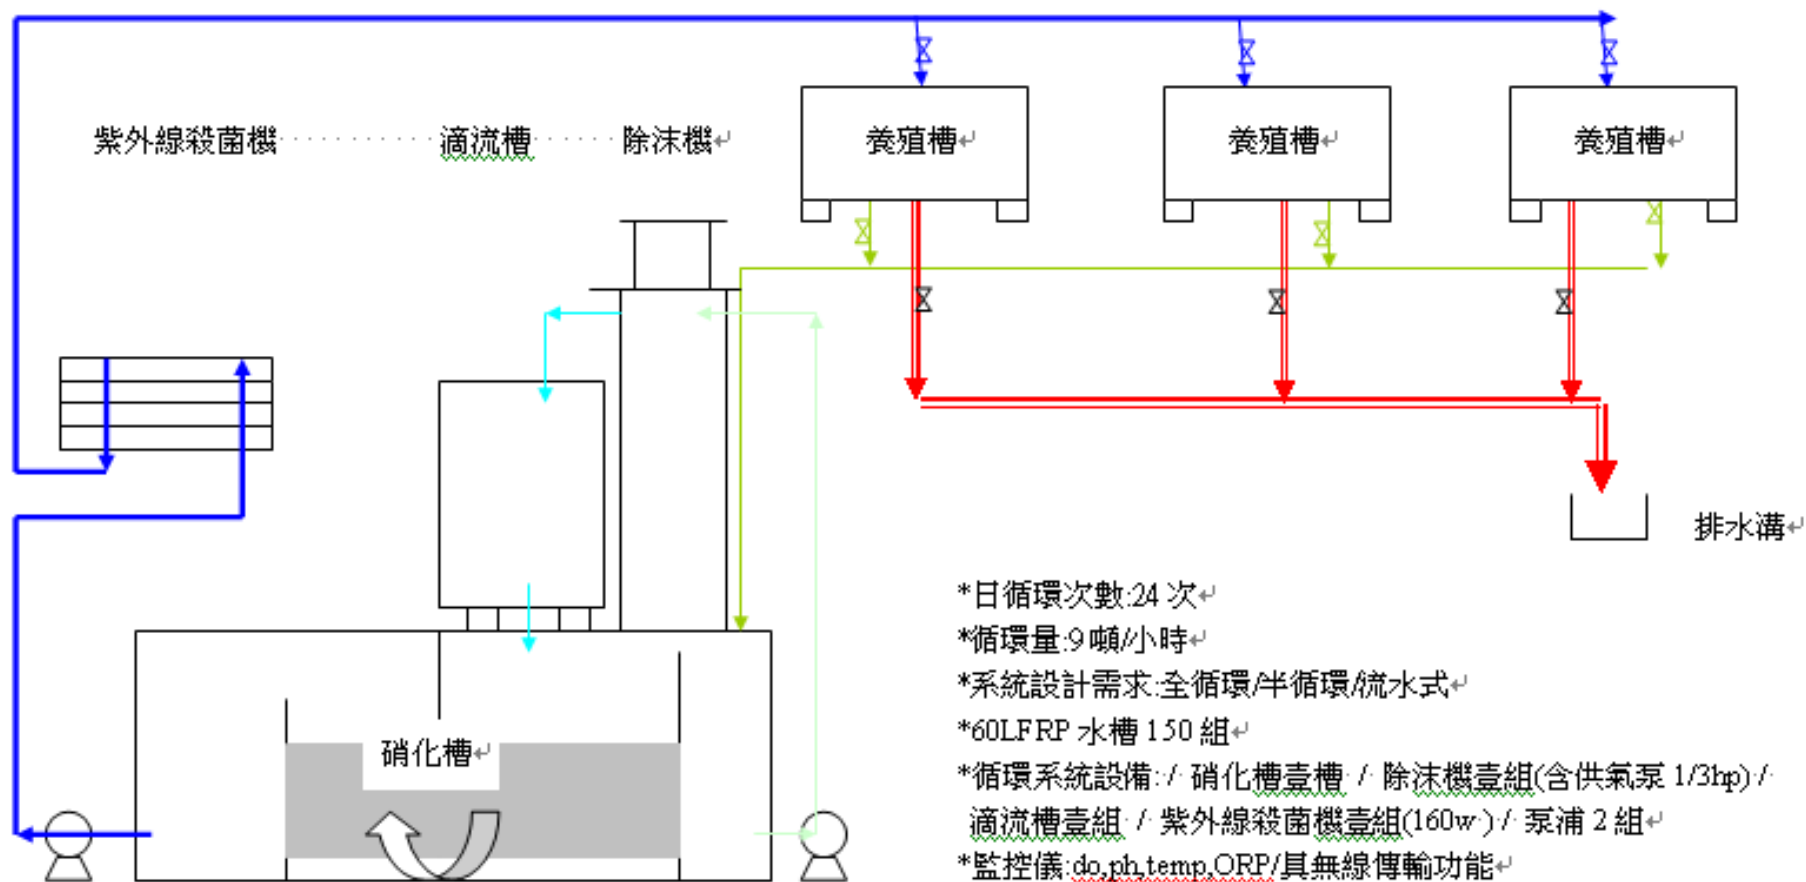 紫外線殺菌機 滴流槽 除沫機
養殖槽
養殖槽
養殖槽
排水溝
硝化槽
*日循環次數:24 次
*循環量:9 噸/小時
*系統設計需求:全循環/半循環/流水式
*60LFRP 水槽 150 組
*循環系統設備: / 硝化槽壹槽 / 除沫機壹組(含供氣泵 1/3hp) /
滴流槽壹組 / 紫外線殺菌機壹組(160w ) / 泵浦 2 組
*監控儀:do,ph,temp,ORP/具無線傳輸功能